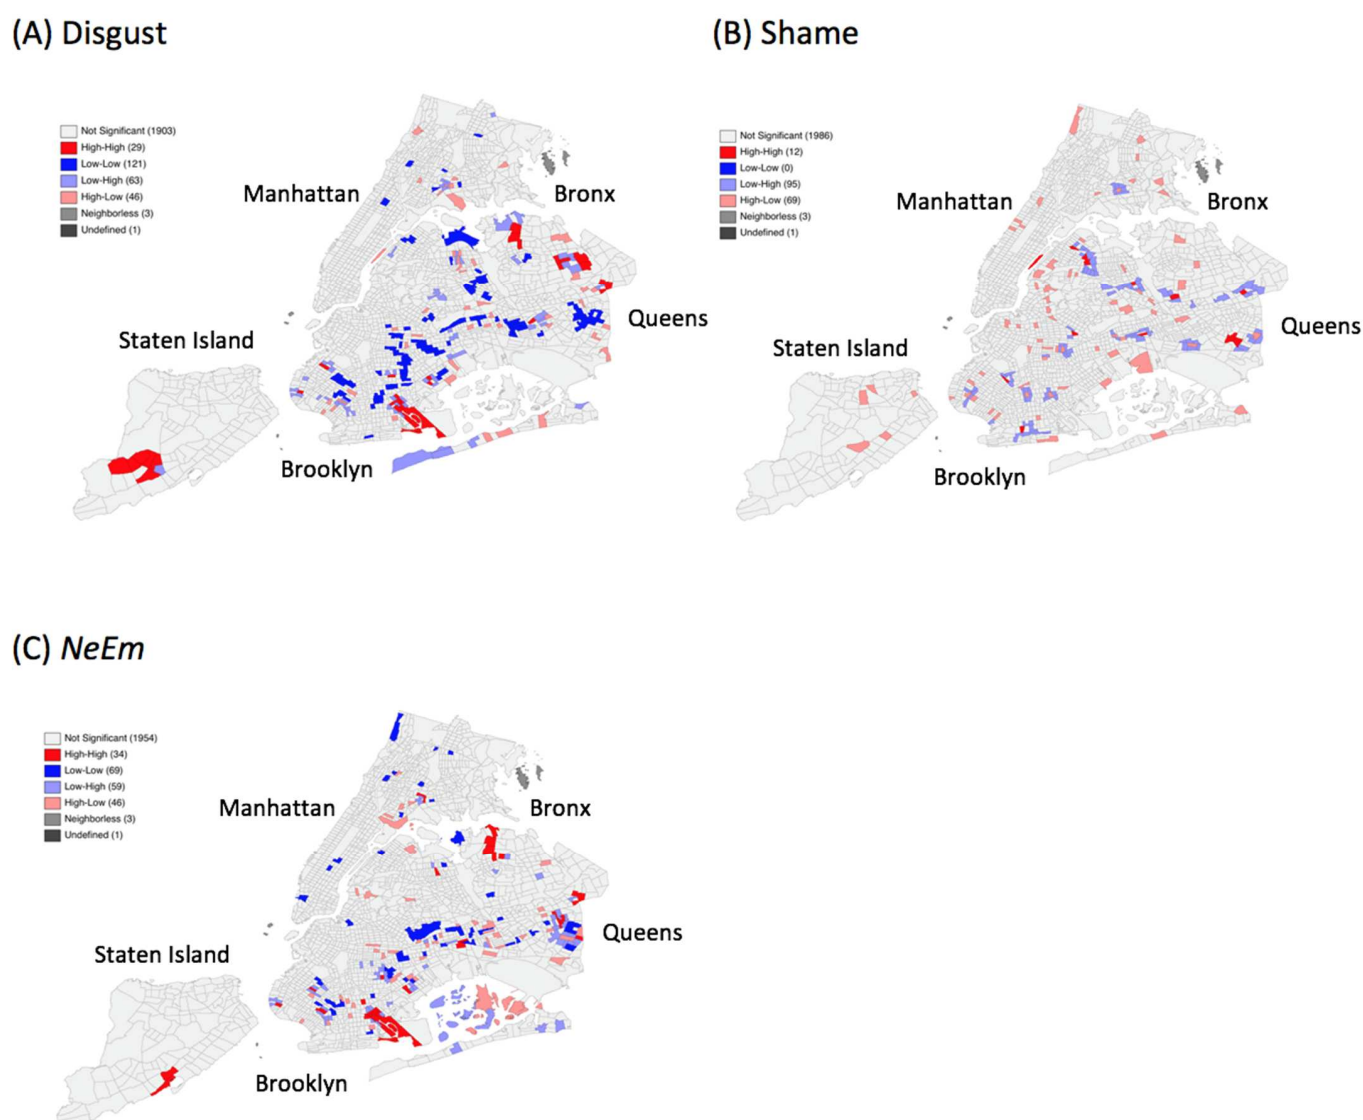 (A) Disgust
Not Significant (1903)
High-High (29)
Low-Low (121)
Low-High (63)
High-Low (46)
Neighborless (3)
Undefined (1)
Manhattan
Bronx
Queens
Staten Island
Brooklyn
(B) Shame
Not Significant (1986)
High-High (12)
Low-Low (0)
Low-High (95)
High-Low (69)
Neighborless (3)
Undefined (1)
Manhattan
Bronx
Queens
Staten Island
Brooklyn
(C) NeEm
Not Significant (1954)
High-High (34)
Low-Low (69)
Low-High (59)
High-Low (46)
Neighborless (3)
Undefined (1)
Manhattan
Bronx
Queens
Staten Island
Brooklyn